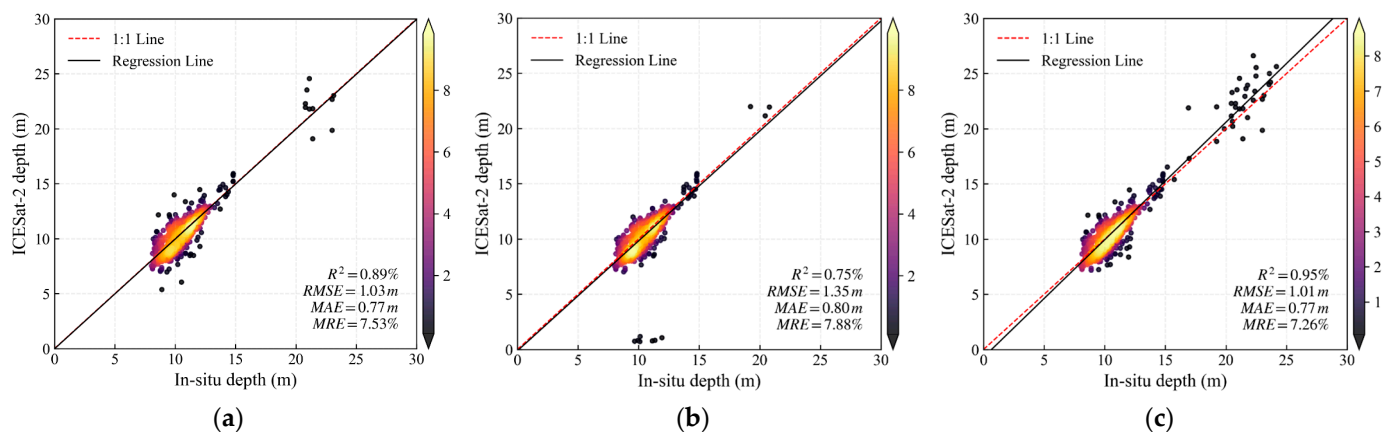 30
25
20
15
10
5
0
0 5 10 15 20 25 30
ICESat-2 depth (m)
In-situ depth (m)
1:1 Line
Regression Line
R² = 0.89%
RMSE = 1.03 m
MAE = 0.77 m
MRE = 7.53%
8
6
4
2
(a)
30
25
20
15
10
5
0
0 5 10 15 20 25 30
ICESat-2 depth (m)
In-situ depth (m)
1:1 Line
Regression Line
R² = 0.75%
RMSE = 1.35 m
MAE = 0.80 m
MRE = 7.88%
8
6
4
2
(b)
30
25
20
15
10
5
0
0 5 10 15 20 25 30
ICESat-2 depth (m)
In-situ depth (m)
1:1 Line
Regression Line
R² = 0.95%
RMSE = 1.01 m
MAE = 0.77 m
MRE = 7.26%
8
7
6
5
4
3
2
1
(c)